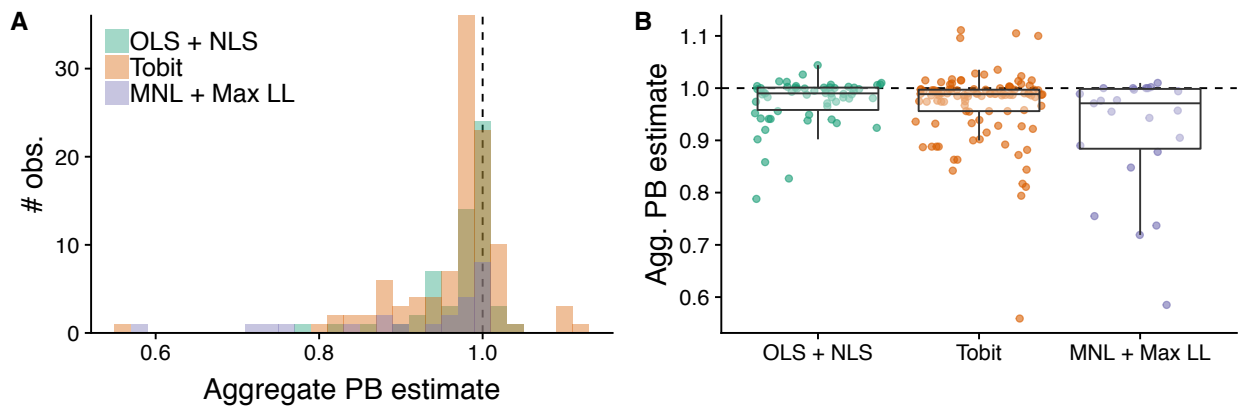 A
OLS + NLS
Tobit
MNL + Max LL
# obs.
30
20
10
0
0.6
0.8
1.0
Aggregate PB estimate
B
Agg. PB estimate
1.1
1.0
0.9
0.8
0.7
0.6
OLS + NLS
Tobit
MNL + Max LL